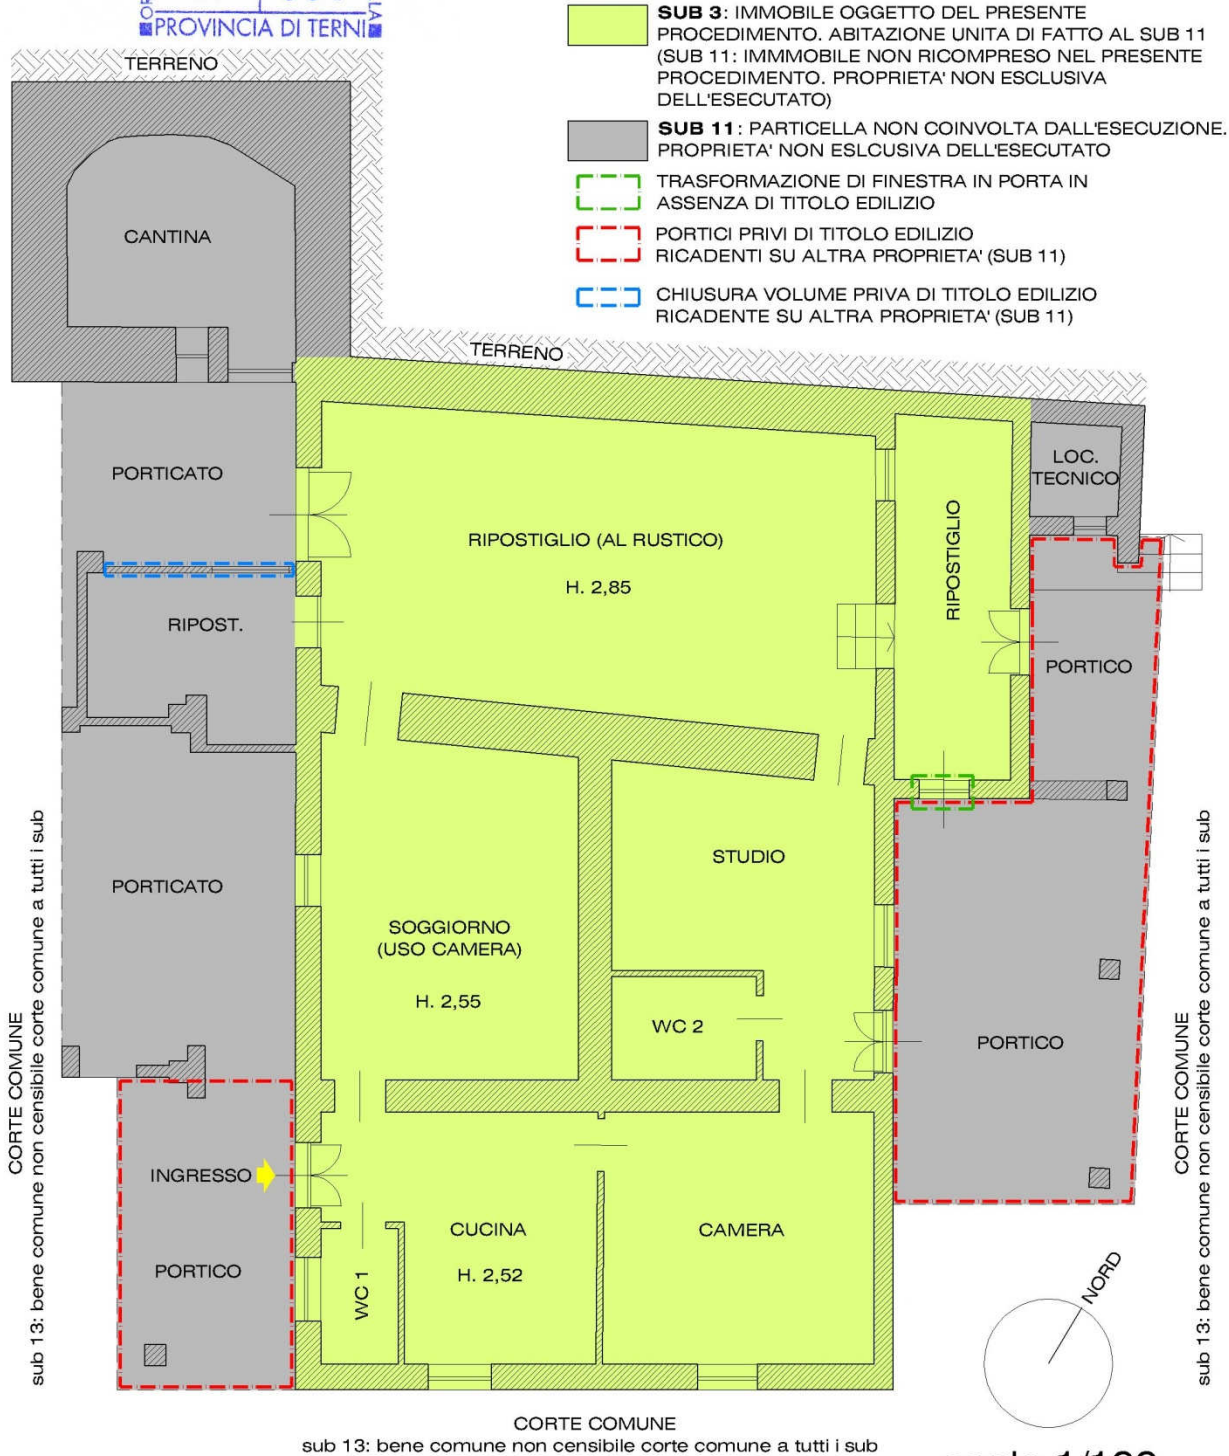 PROVINCIA DI TERNI
SUB 3: IMMOBILE OGGETTO DEL PRESENTE
PROCEDIMENTO. ABITAZIONE UNITA DI FATTO AL SUB 11
(SUB 11: IMMMOBILE NON RICOMPRESO NEL PRESENTE
PROCEDIMENTO. PROPRIETA' NON ESCLUSIVA
DELL'ESECUTATO)
SUB 11: PARTICELLA NON COINVOLTA DALL'ESECUZIONE.
PROPRIETA' NON ESLCUSIVA DELL'ESECUTATO
TRASFORMAZIONE DI FINESTRA IN PORTA IN
ASSENZA DI TITOLO EDILIZIO
PORTICI PRIVI DI TITOLO EDILIZIO
RICADENTI SU ALTRA PROPRIETA' (SUB 11)
CHIUSURA VOLUME PRIVA DI TITOLO EDILIZIO
RICADENTE SU ALTRA PROPRIETA' (SUB 11)
TERRENO
CANTINA
TERRENO
PORTICATO
LOC.
TECNICO
RIPOSTIGLIO (AL RUSTICO)
H. 2,85
RIPOSTIGLIO
RIPOST.
PORTICO
PORTICATO
STUDIO
SOGGIORNO
(USO CAMERA)
H. 2,55
WC 2
PORTICO
INGRESSO
PORTICO
WC 1
CUCINA
H. 2,52
CAMERA
NORD
CORTE COMUNE
sub 13: bene comune non censibile corte comune a tutti i sub
CORTE COMUNE
sub 13: bene comune non censibile corte comune a tutti i sub
CORTE COMUNE
sub 13: bene comune non censibile corte comune a tutti i sub